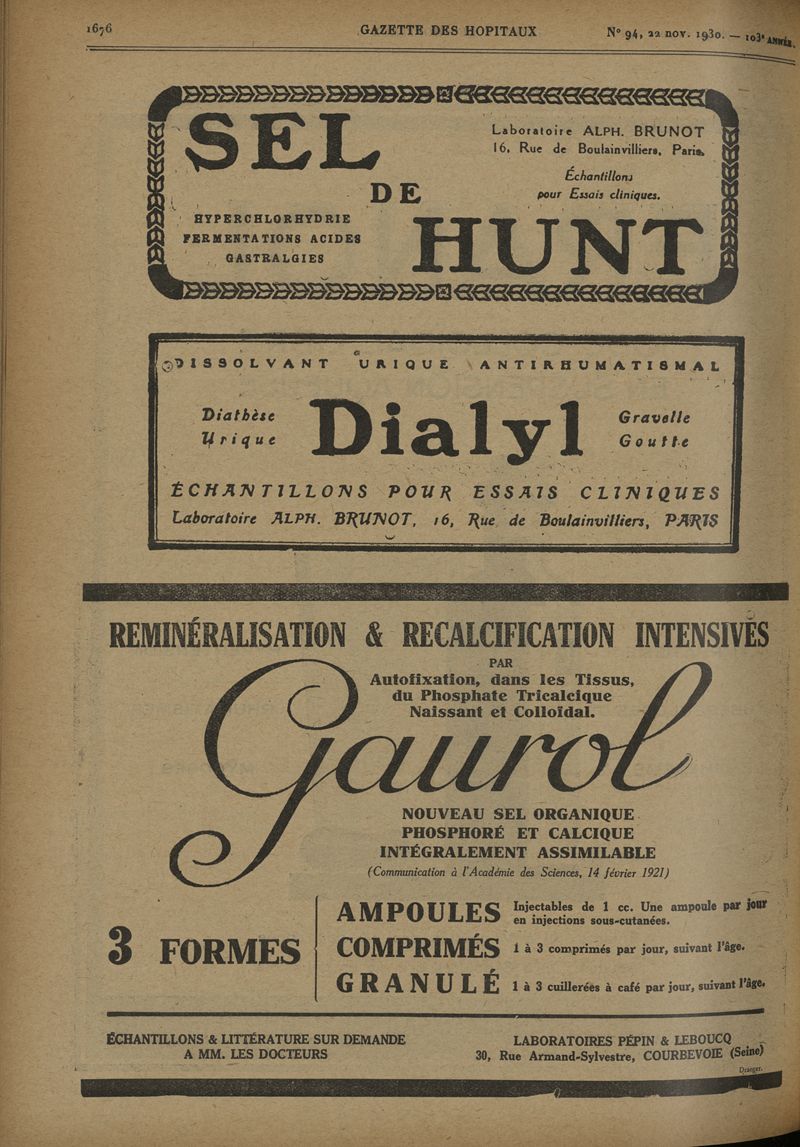 1676
GAZETTE DES HOPITAUX
N° 94, 22 nov. 1930. — 103e ANNÉE.
SEL
DE
HUNT
Laboratoire ALPH. BRUNOT
16, Rue de Boulainvilliers, Paris.
Échantillons
pour Essais cliniques.
HYPERCHLORHYDRIE
FERMENTATIONS ACIDES
GASTRALGIES
DISSOLVANT URIQUE ANTIRHUMATISMAL
Diathèse
Urique
Dialyl
Gravelle
Goutte
ÉCHANTILLONS POUR ESSAIS CLINIQUES
Laboratoire ALPH. BRUNOT, 16, Rue de Boulainvilliers, PARIS
REMINÉRALISATION & RECALCIFICATION INTENSIVES
PAR
Autofixation, dans les Tissus,
du Phosphate Tricalcique
Naissant et Colloïdal.
Gaurol
NOUVEAU SEL ORGANIQUE
PHOSPHORÉ ET CALCIQUE
INTÉGRALEMENT ASSIMILABLE
(Communication à l'Académie des Sciences, 14 février 1921)
3 FORMES
AMPOULES Injectables de 1 cc. Une ampoule par jour
en injections sous-cutanées.
COMPRIMÉS 1 à 3 comprimés par jour, suivant l'âge.
GRANULÉ 1 à 3 cuillerées à café par jour, suivant l'âge.
ÉCHANTILLONS & LITTÉRATURE SUR DEMANDE
A MM. LES DOCTEURS
LABORATOIRES PÉPIN & LEBOUCQ
30, Rue Armand-Sylvestre, COURBEVOIE (Seine)
Draeger.